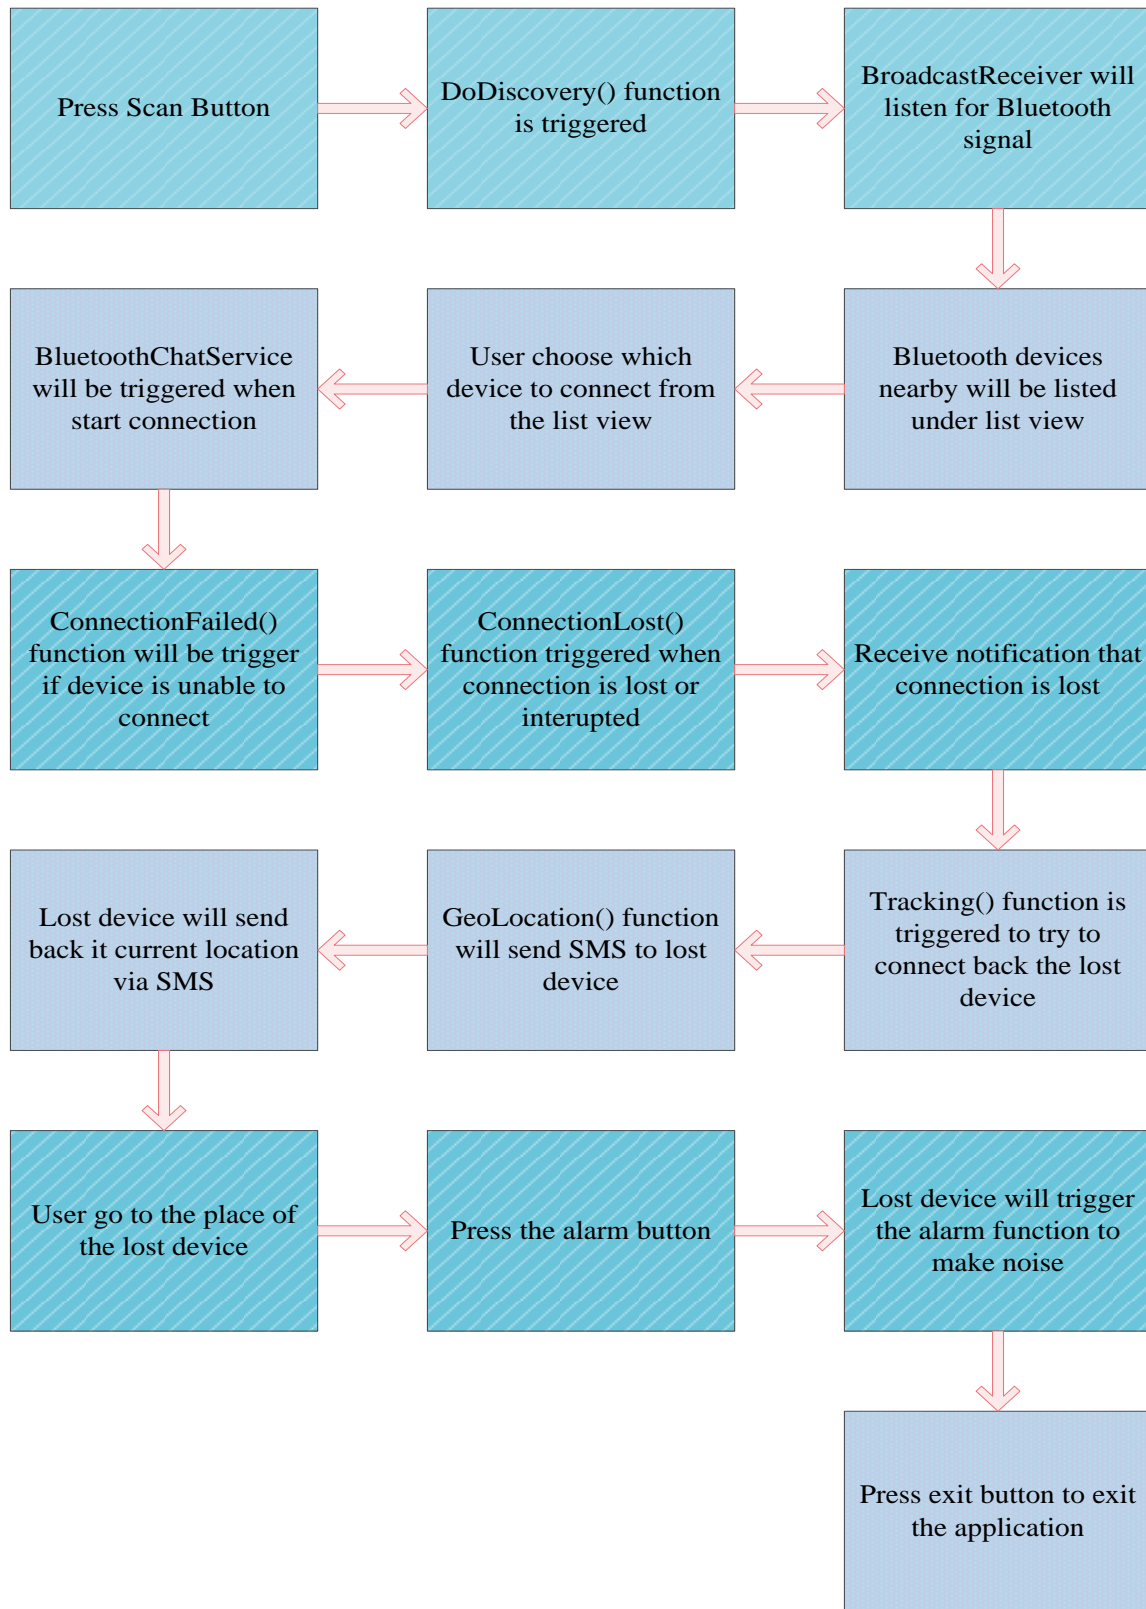 Press Scan Button
DoDiscovery() function
is triggered
BroadcastReceiver will
listen for Bluetooth
signal
Bluetooth devices
nearby will be listed
under list view
User choose which
device to connect from
the list view
BluetoothChatService
will be triggered when
start connection
ConnectionFailed()
function will be trigger
if device is unable to
connect
ConnectionLost()
function triggered when
connection is lost or
interupted
Receive notification that
connection is lost
Tracking() function is
triggered to try to
connect back the lost
device
GeoLocation() function
will send SMS to lost
device
Lost device will send
back it current location
via SMS
User go to the place of
the lost device
Press the alarm button
Lost device will trigger
the alarm function to
make noise
Press exit button to exit
the application